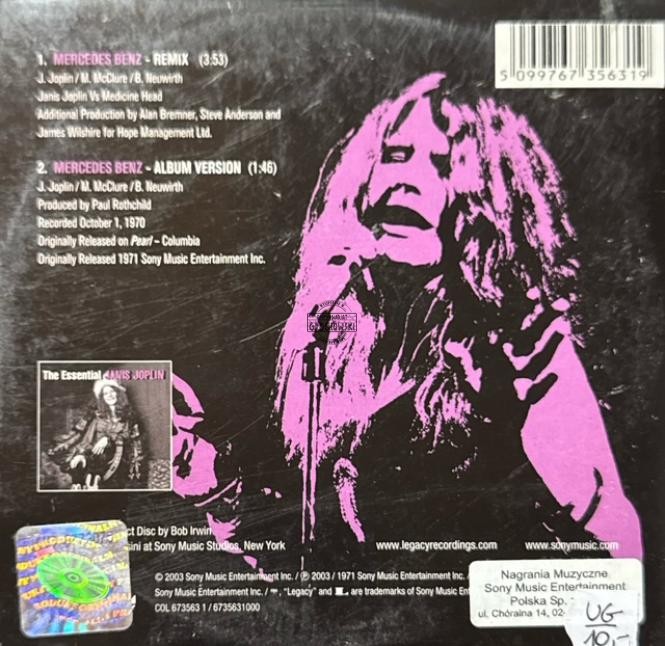 1. MERCEDES BENZ - REMIX (3:53)
J. Joplin / M. McClure / B. Neuwirth
Janis Joplin Vs Medicine Head
Additional Production by Alan Bremner, Steve Anderson and
James Wilshire for Hope Management Ltd.
2. MERCEDES BENZ - ALBUM VERSION (1:46)
J. Joplin / M. McClure / B. Neuwirth
Produced by Paul Rothchild
Recorded October 1, 1970
Originally Released on Pearl - Columbia
Originally Released 1971 Sony Music Entertainment Inc.
5 099767 356319
The Essential JANIS JOPLIN
ct Disc by Bob Irwin
at Sony Music Studios, New York
www.legacyrecordings.com
www.sonymusic.com
© 2003 Sony Music Entertainment Inc. / ℗ 2003 / 1971 Sony Music Entertainment Inc. /
Sony Music Entertainment Inc. / "Legacy" and L are trademarks of Sony Music Ent
COL 673563 1 / 6735631000
Nagrania Muzyczne
Sony Music Entertainment
Polska Sp.
ul. Chóralna 14, 02-
UG
10,-